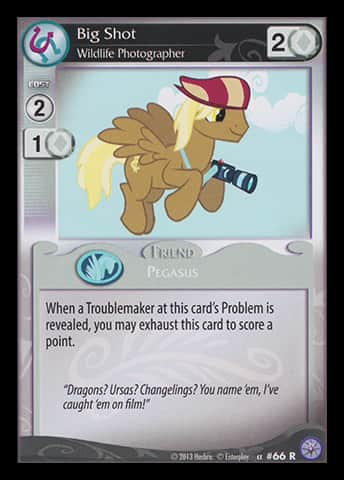 Big Shot
Wildlife Photographer
2
COST
2
1
FRIEND
PEGASUS
When a Troublemaker at this card's Problem is
revealed, you may exhaust this card to score a
point.
"Dragons? Ursas? Changelings? You name 'em, I've
caught 'em on film!"
© 2013 Hasbro. © Enterplay. α #66 R